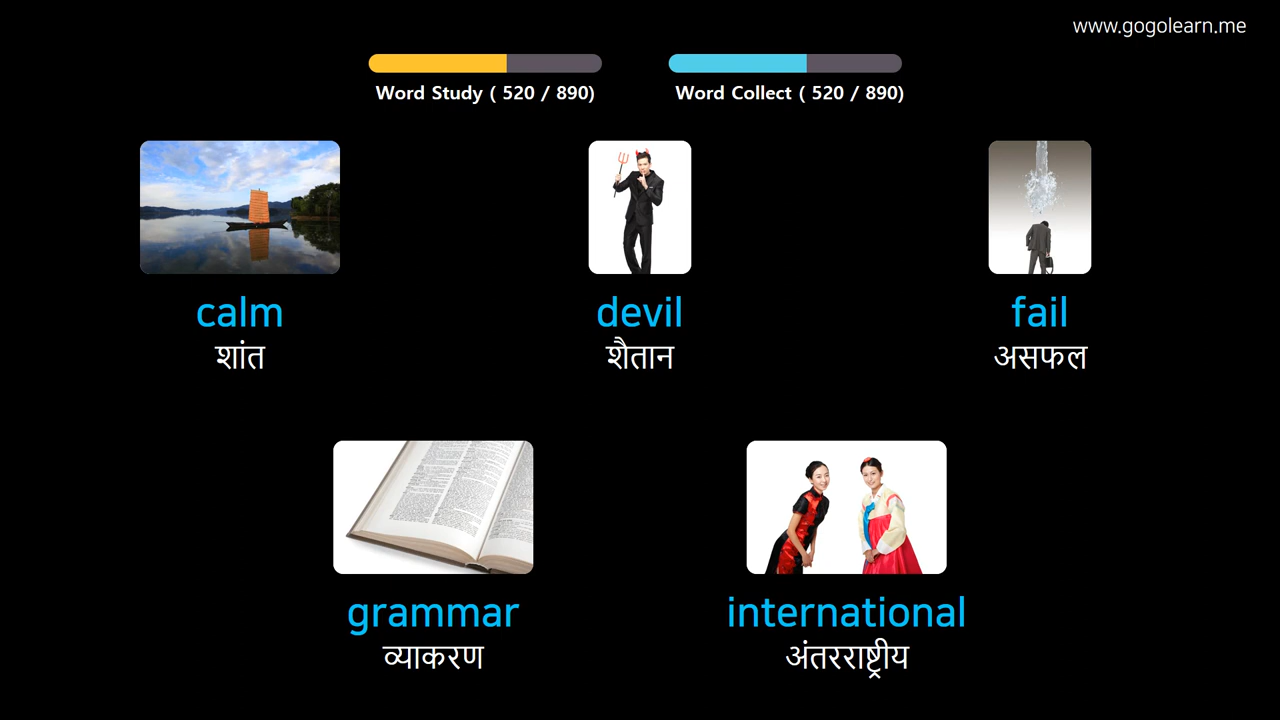 www.gogolearn.me
Word Study ( 520 / 890)
Word Collect ( 520 / 890)
calm
शांत
devil
शैतान
fail
असफल
grammar
व्याकरण
international
अंतरराष्ट्रीय